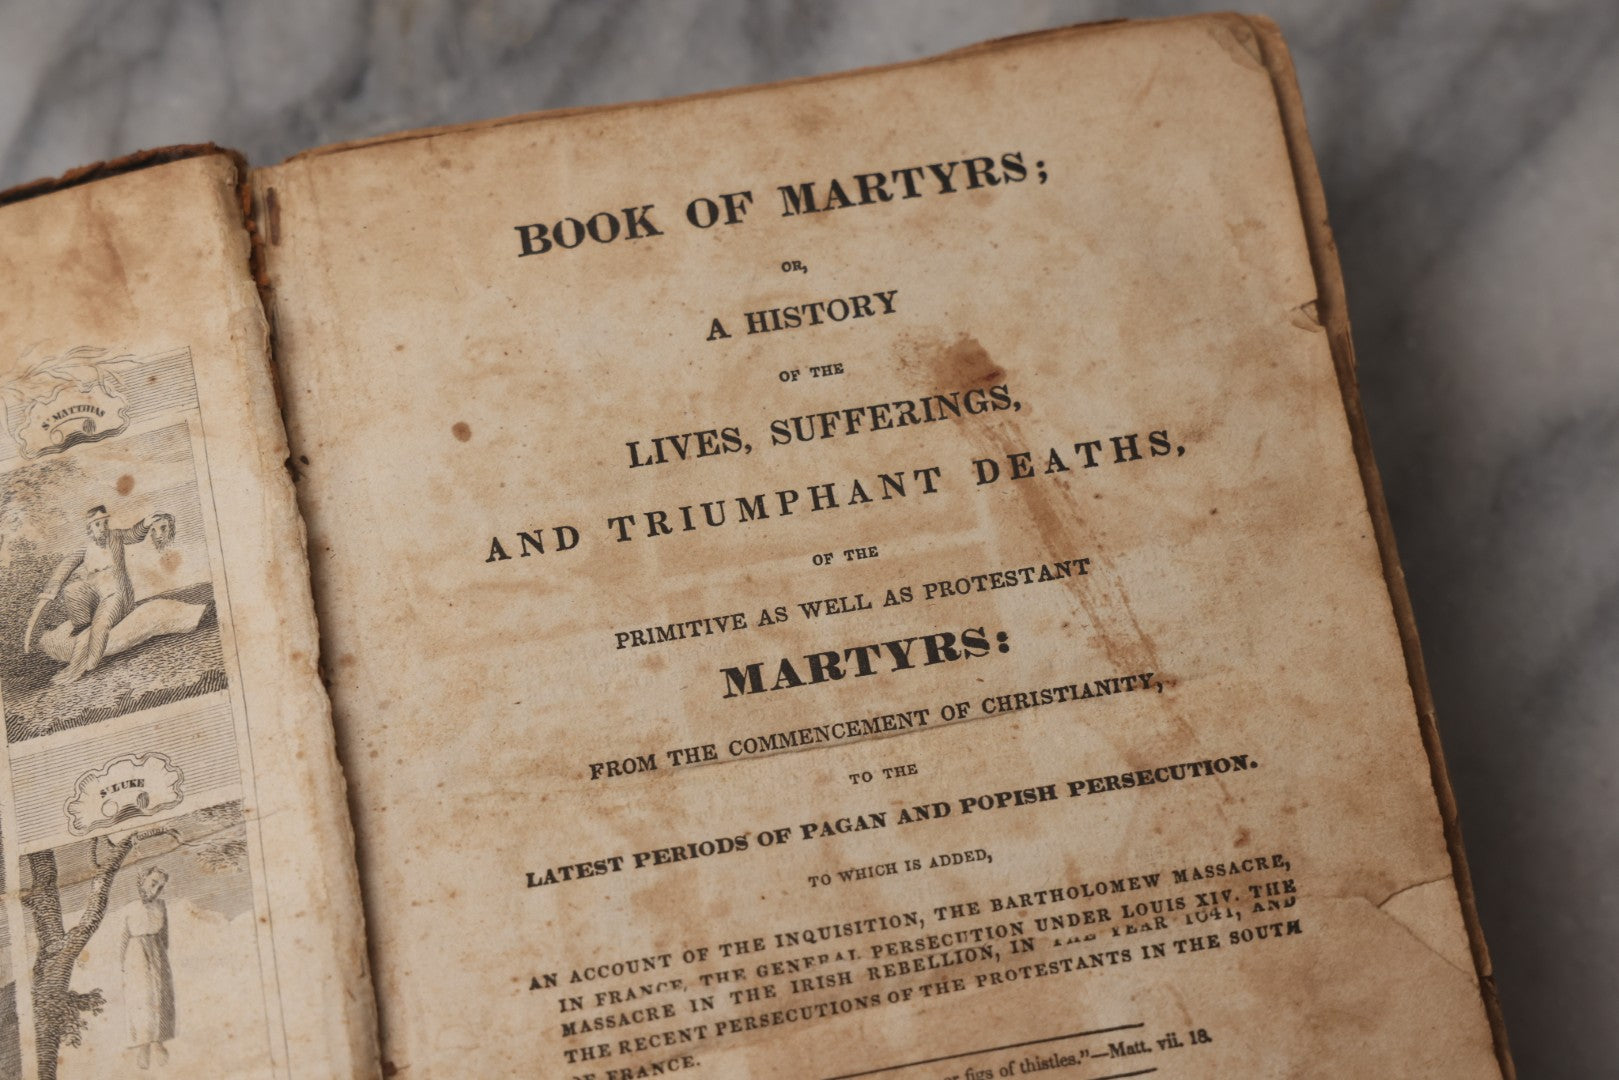 BOOK OF MARTYRS;
OR,
A HISTORY
OF THE
LIVES, SUFFERINGS,
AND TRIUMPHANT DEATHS,
OF THE
PRIMITIVE AS WELL AS PROTESTANT
MARTYRS:
FROM THE COMMENCEMENT OF CHRISTIANITY,
TO THE
LATEST PERIODS OF PAGAN AND POPISH PERSECUTION.
TO WHICH IS ADDED,
AN ACCOUNT OF THE INQUISITION, THE BARTHOLOMEW MASSACRE,
IN FRANCE, THE GENERAL PERSECUTION UNDER LOUIS XIV. THE
MASSACRE IN THE IRISH REBELLION, IN THE YEAR 1641, AND
THE RECENT PERSECUTIONS OF THE PROTESTANTS IN THE SOUTH
OF FRANCE.
or figs of thistles."—Matt. vii. 18.
St MATTHIAS
St LUKE